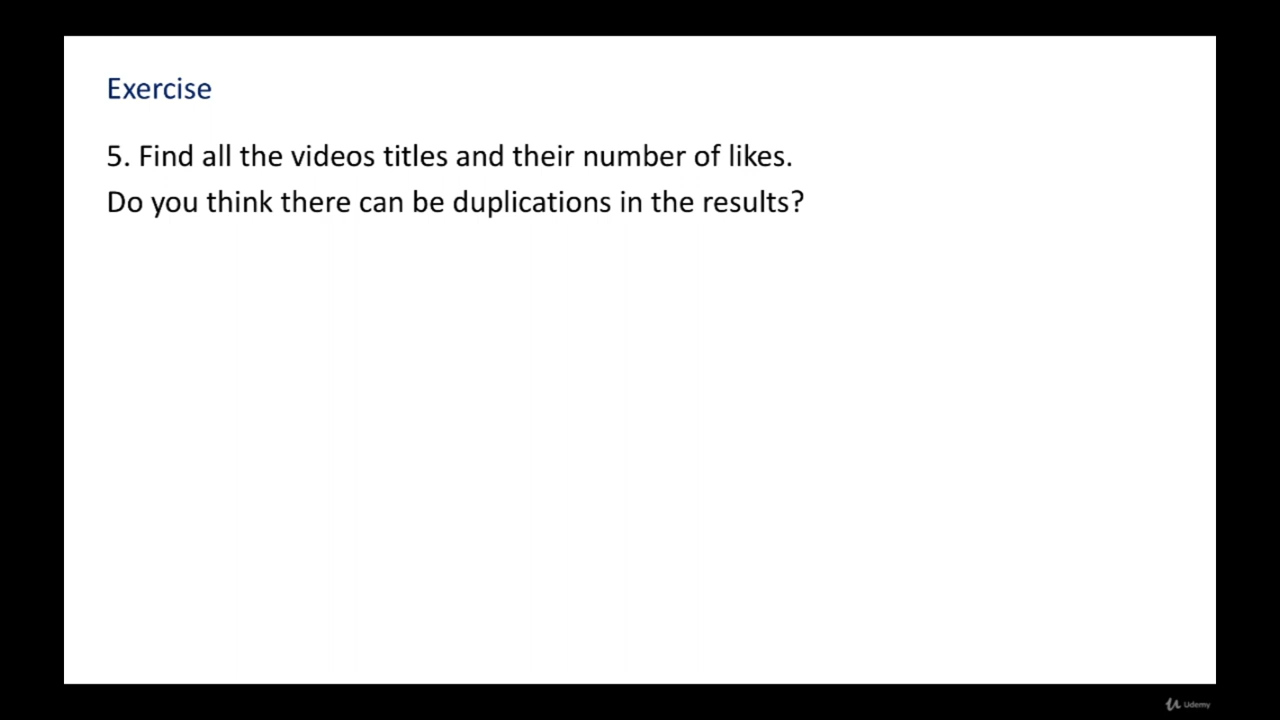 Exercise
5. Find all the videos titles and their number of likes.
Do you think there can be duplications in the results?
Udemy